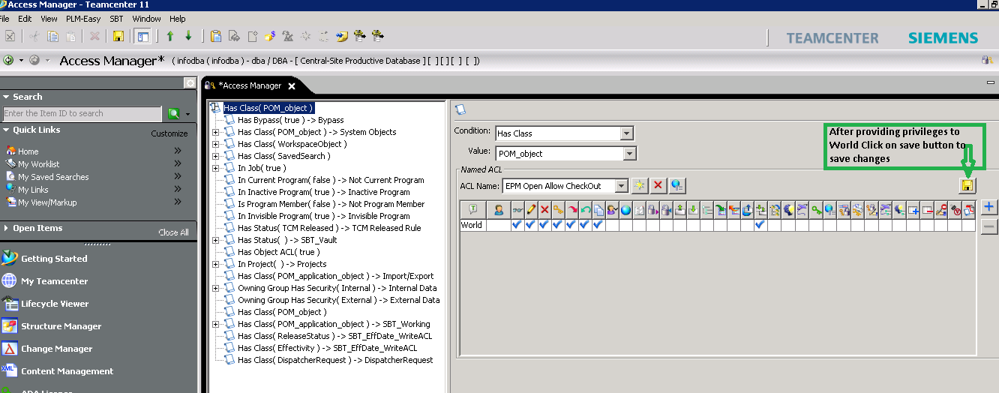 Access Manager - Teamcenter 11
File Edit View PLM-Easy SBT Window Help
TEAMCENTER SIEMENS
Access Manager* ( infodba ( infodba ) - dba / DBA - [ Central-Site Productive Database ] [ ] [ ] [ ] [ ])
*Access Manager
Search
Enter the Item ID to search
Quick Links
Customize
Home
My Worklist
My Saved Searches
My Links
My View/Markup
Open Items
Close All
Getting Started
My Teamcenter
Lifecycle Viewer
Structure Manager
Change Manager
Content Management
ADA License
Has Class( POM_object )
Has Bypass( true ) -> Bypass
Has Class( POM_object ) -> System Objects
Has Class( WorkspaceObject )
Has Class( SavedSearch )
In Job( true )
In Current Program( false ) -> Not Current Program
In Inactive Program( true ) -> Inactive Program
Is Program Member( false ) -> Not Program Member
In Invisible Program( true ) -> Invisible Program
Has Status( TCM Released ) -> TCM Released Rule
Has Status( ) -> SBT_Vault
Has Object ACL( true )
In Project( ) -> Projects
Has Class( POM_application_object ) -> Import/Export
Owning Group Has Security( Internal ) -> Internal Data
Owning Group Has Security( External ) -> External Data
Has Class( POM_object )
Has Class( POM_application_object ) -> SBT_Working
Has Class( ReleaseStatus ) -> SBT_EffDate_WriteACL
Has Class( Effectivity ) -> SBT_EffDate_WriteACL
Has Class( DispatcherRequest ) -> DispatcherRequest
Condition: Has Class
Value: POM_object
After providing privileges to
World Click on save button to
save changes
Named ACL
ACL Name: EPM Open Allow CheckOut
World